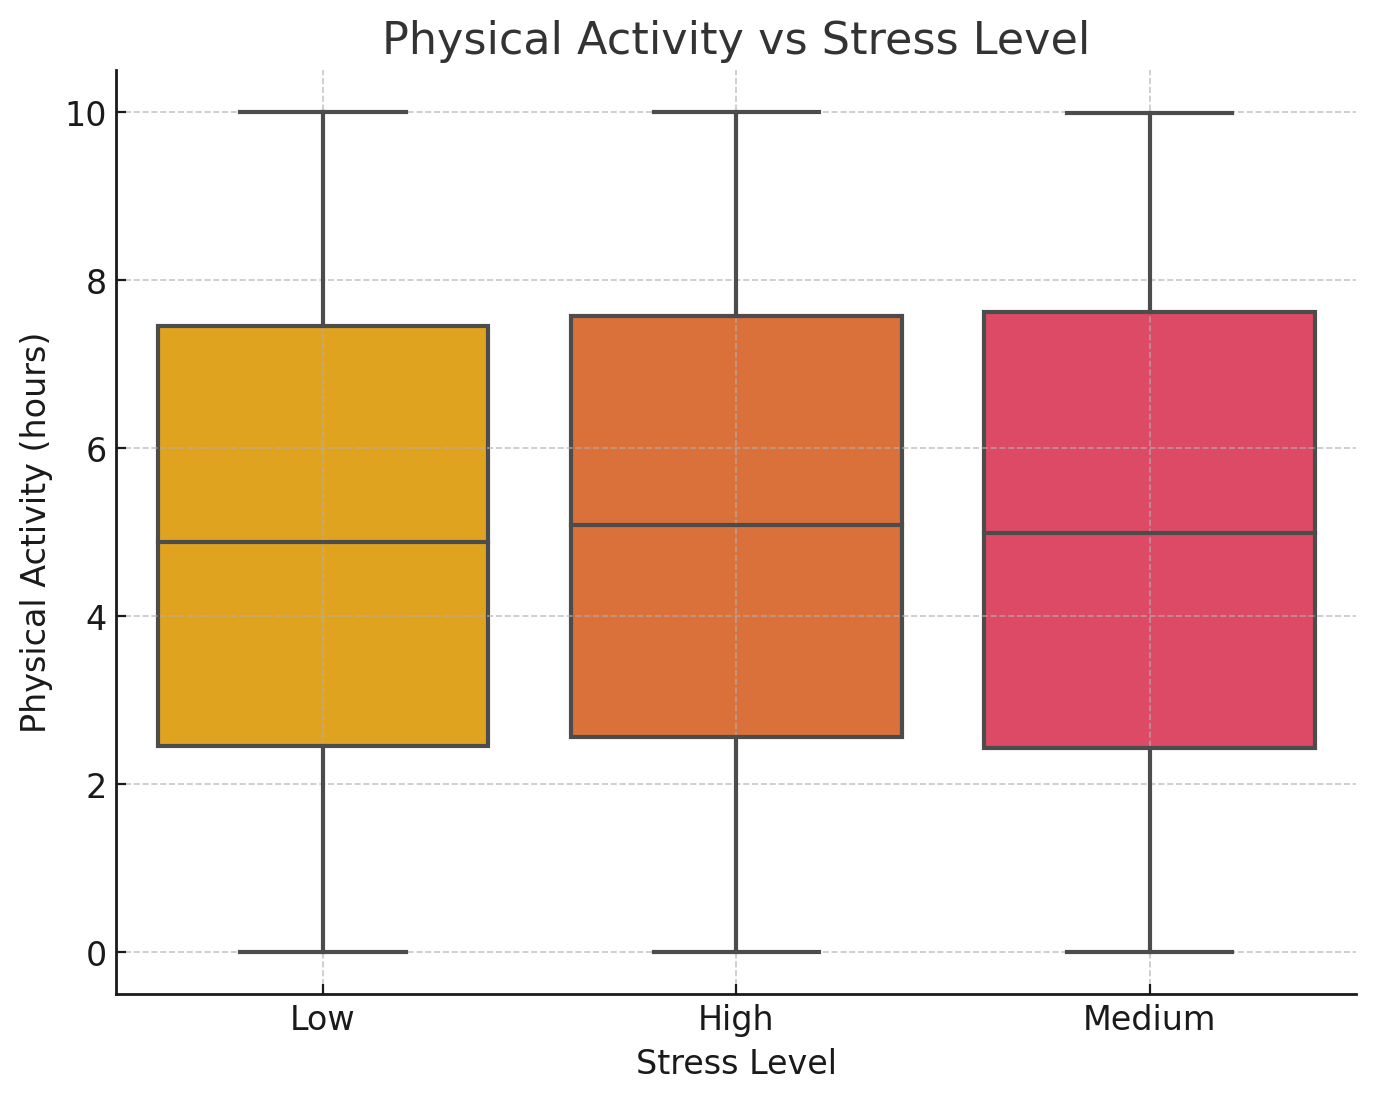 Physical Activity vs Stress Level
Physical Activity (hours)
10
8
6
4
2
0
Low High Medium
Stress Level